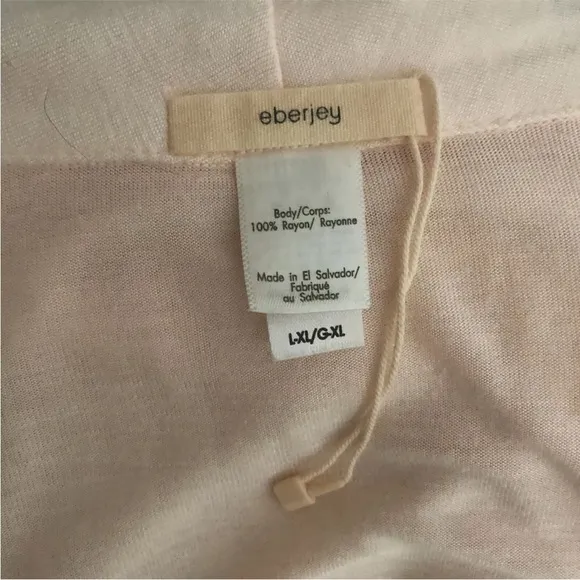 eberjey
Body/Corps:
100% Rayon/ Rayonne
Made in El Salvador/
Fabriqué
au Salvador
L-XL/G-XL